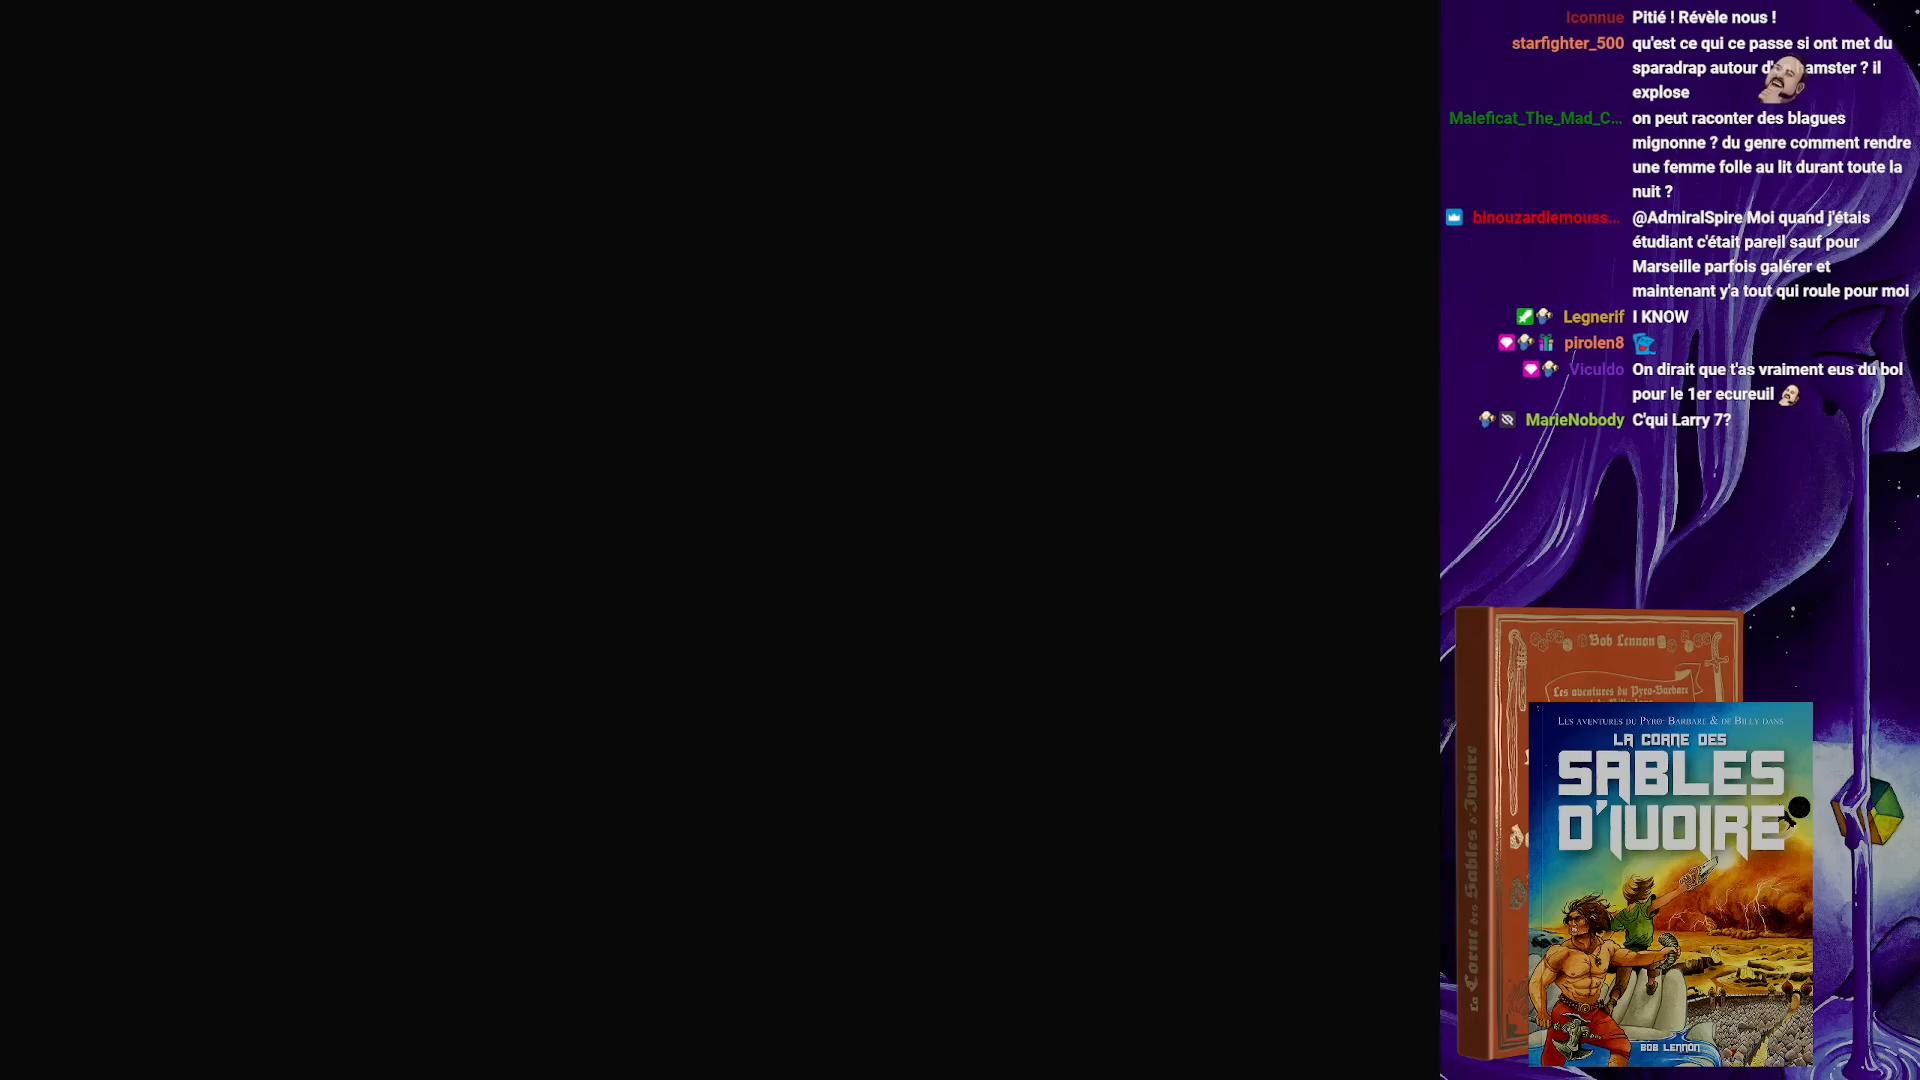 Iconnue Pitié ! Révèle nous !
starfighter_500 qu'est ce qui ce passe si ont met du
sparadrap autour d' amster ? il
explose
Maleficat_The_Mad_C... on peut raconter des blagues
mignonne ? du genre comment rendre
une femme folle au lit durant toute la
nuit ?
binouzardlemouss... @AdmiralSpire Moi quand j'étais
étudiant c'était pareil sauf pour
Marseille parfois galérer et
maintenant y'a tout qui roule pour moi
Legnerif I KNOW
pirolen8
Viculdo On dirait que t'as vraiment eus du bol
pour le 1er ecureuil
MarieNobody C'qui Larry 7?
Bob Lennon
Les aventures du Pyro-Barbare
La Corne des Sables d'Ivoire
LES AVENTURES DU PYRO-BARBARE & DE BILLY DANS
LA CORNE DES
SABLES
D'IVOIRE
BOB LENNON